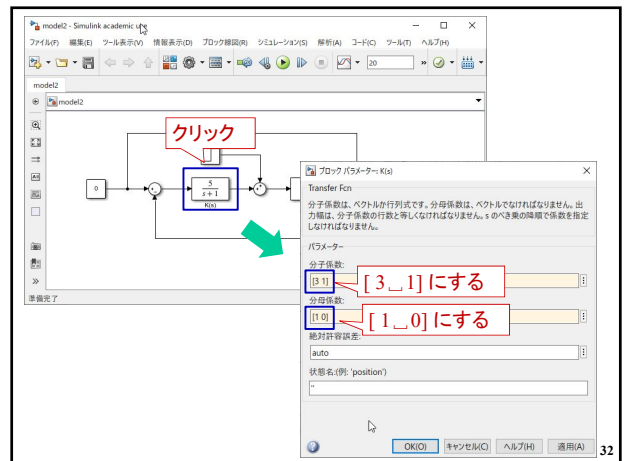 model2 - Simulink academic use
ファイル(F) 編集(E) ツール表示(V) 情報表示(D) ブロック線図(R) シミュレーション(S) 解析(A) コード(C) ツール(T) ヘルプ(H)
20
model2
model2
クリック
0
5
s + 1
K(s)
準備完了
ブロック パラメーター: K(s)
Transfer Fcn
分子係数は、ベクトルか行列式です。分母係数は、ベクトルでなければなりません。出
力幅は、分子係数の行数と等しくなければなりません。s のべき乗の降順で係数を指定
しなければなりません。
パラメーター
分子係数:
[3 1]
[ 3 ␣ 1] にする
分母係数:
[1 0]
[ 1 ␣ 0] にする
絶対許容誤差:
auto
状態名:(例: 'position')
''
OK(O) キャンセル(C) ヘルプ(H) 適用(A)
32